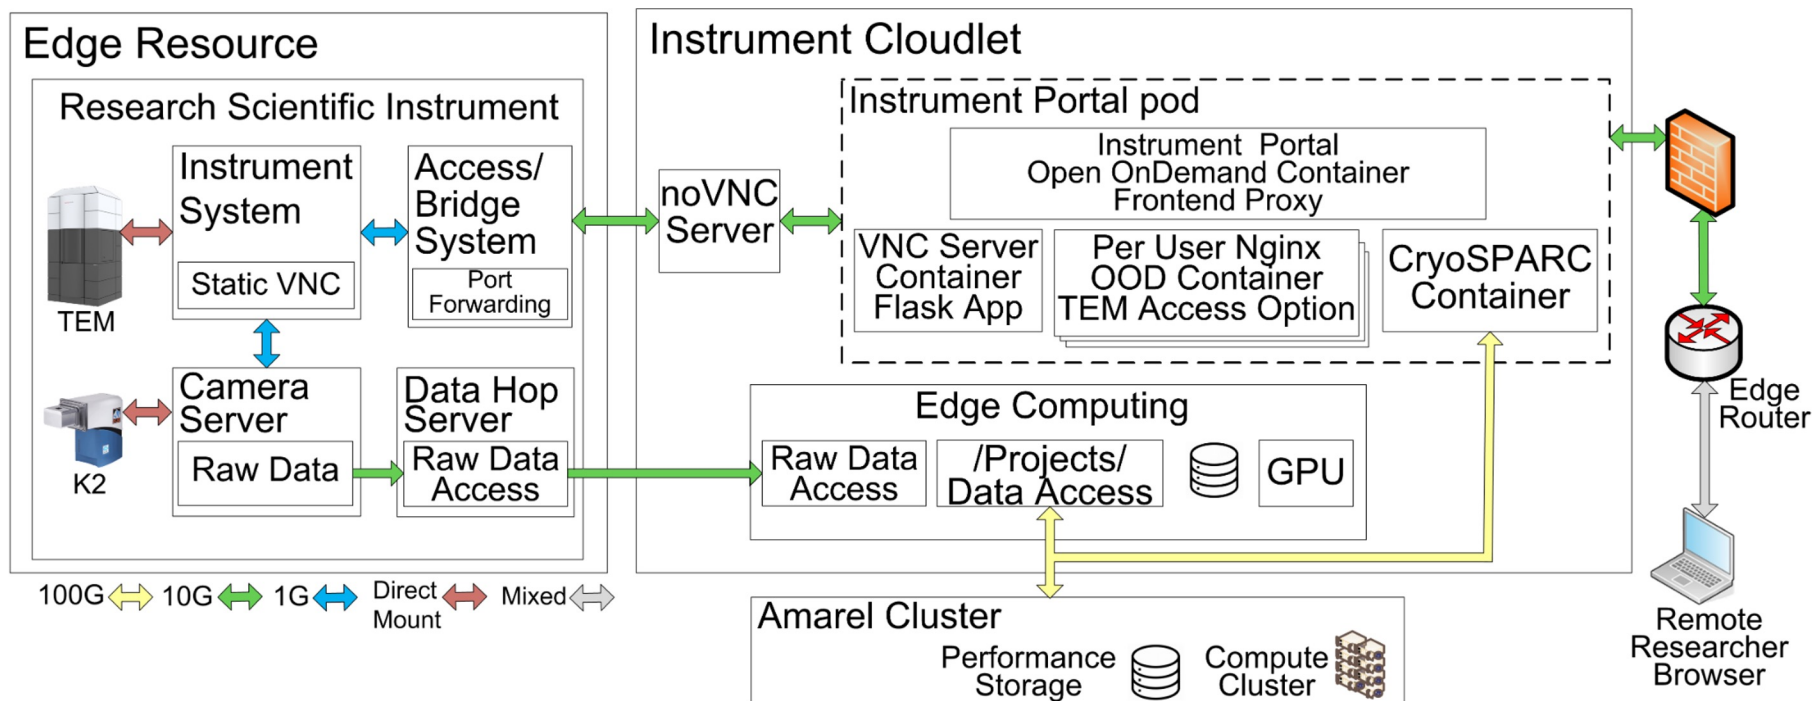 Edge Resource
Research Scientific Instrument
Instrument
System
Static VNC
Access/
Bridge
System
Port
Forwarding
TEM
Camera
Server
Raw Data
Data Hop
Server
Raw Data
Access
K2
100G
10G
1G
Direct
Mount
Mixed
Instrument Cloudlet
noVNC
Server
Instrument Portal pod
Instrument Portal
Open OnDemand Container
Frontend Proxy
VNC Server
Container
Flask App
Per User Nginx
OOD Container
TEM Access Option
CryoSPARC
Container
Edge Computing
Raw Data
Access
/Projects/
Data Access
GPU
Amarel Cluster
Performance
Storage
Compute
Cluster
Edge
Router
Remote
Researcher
Browser